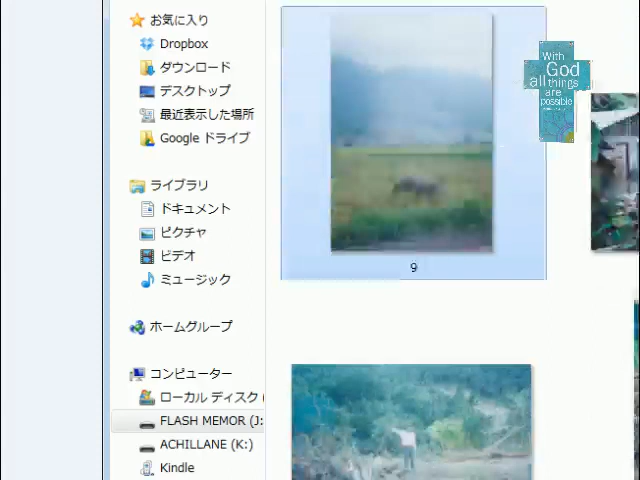 お気に入り
Dropbox
ダウンロード
デスクトップ
最近表示した場所
Google ドライブ
ライブラリ
ドキュメント
ピクチャ
ビデオ
ミュージック
ホームグループ
コンピューター
ローカル ディスク (
FLASH MEMOR (J:
ACHILLANE (K:)
Kindle
9
With
God
all things
are
possible